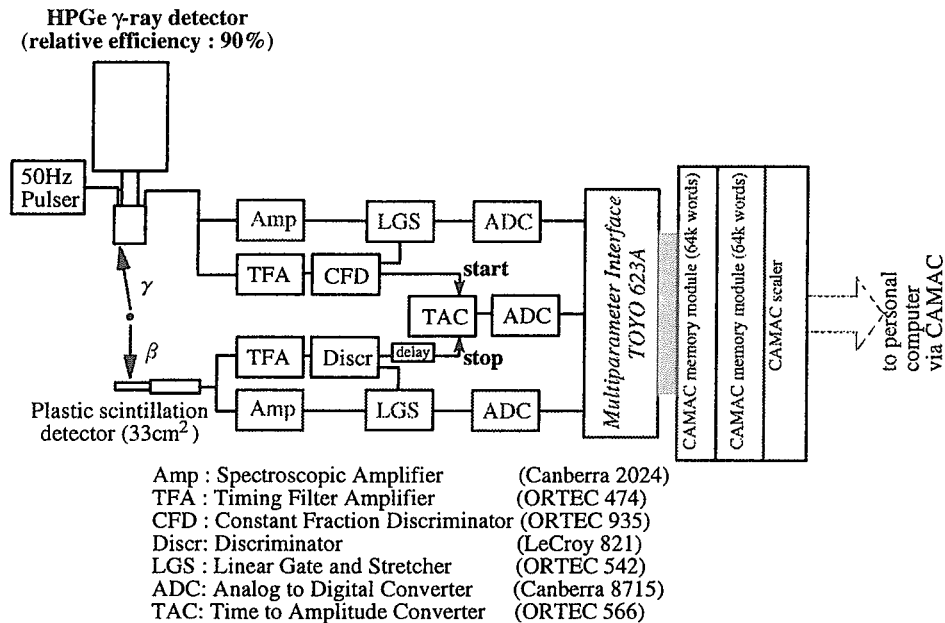 HPGe γ-ray detector
(relative efficiency : 90%)
50Hz
Pulser
Amp
LGS
ADC
TFA
CFD
start
γ
TAC
ADC
β
TFA
Discr
delay
stop
Amp
LGS
ADC
Plastic scintillation
detector (33cm²)
Multiparameter Interface
TOYO 623A
CAMAC memory module (64k words)
CAMAC memory module (64k words)
CAMAC scaler
to personal
computer
via CAMAC
Amp : Spectroscopic Amplifier (Canberra 2024)
TFA : Timing Filter Amplifier (ORTEC 474)
CFD : Constant Fraction Discriminator (ORTEC 935)
Discr: Discriminator (LeCroy 821)
LGS : Linear Gate and Stretcher (ORTEC 542)
ADC: Analog to Digital Converter (Canberra 8715)
TAC: Time to Amplitude Converter (ORTEC 566)